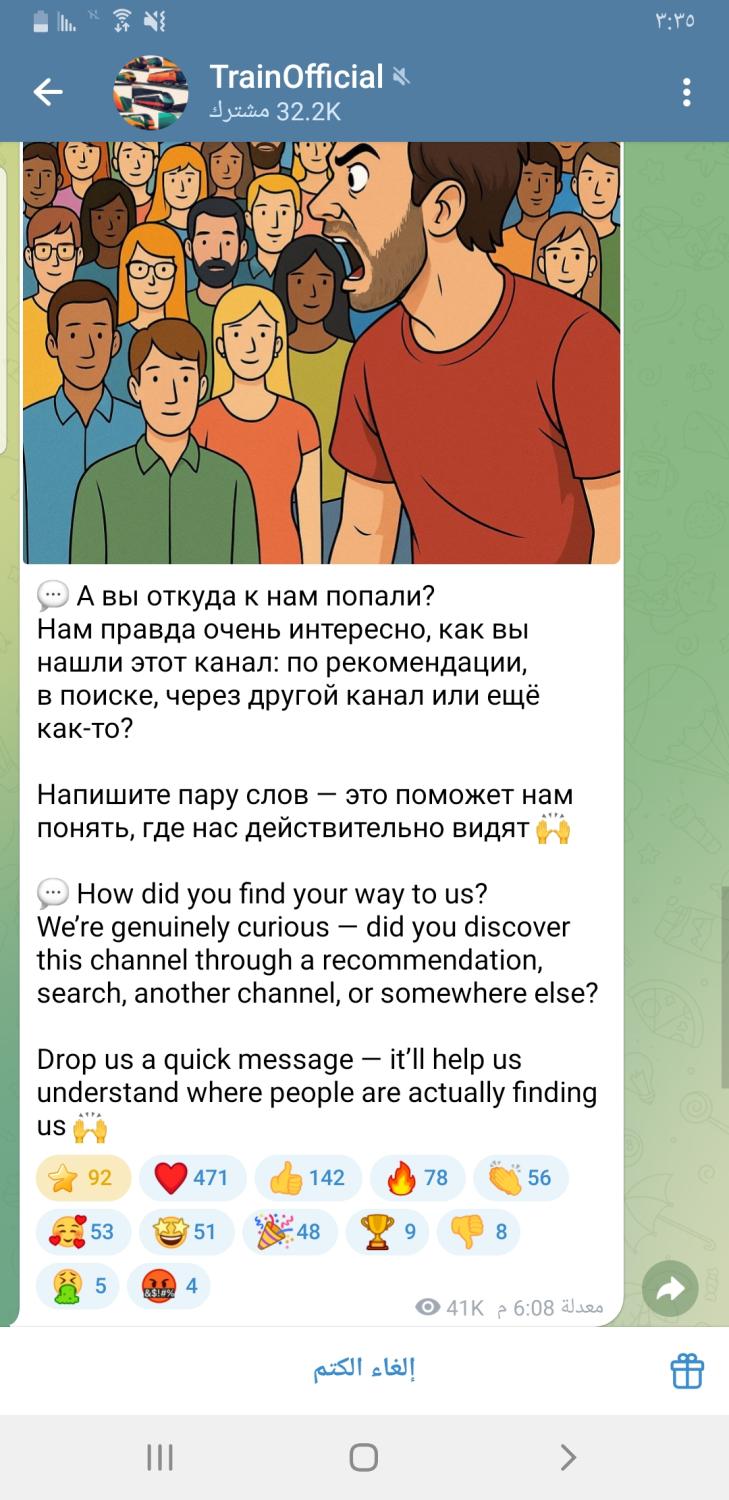 ٣:٣٥
TrainOfficial
32.2K مشترك
А вы откуда к нам попали?
Нам правда очень интересно, как вы
нашли этот канал: по рекомендации,
в поиске, через другой канал или ещё
как-то?
Напишите пару слов — это поможет нам
понять, где нас действительно видят 🙌
How did you find your way to us?
We’re genuinely curious — did you discover
this channel through a recommendation,
search, another channel, or somewhere else?
Drop us a quick message — it’ll help us
understand where people are actually finding
us 🙌
⭐ 92 ❤️ 471 👍 142 🔥 78 👏 56
🥰 53 🤩 51 🎉 48 🏆 9 👎 8
🤮 5 🤬 4
41K معدلة 6:08 م
إلغاء الكتم